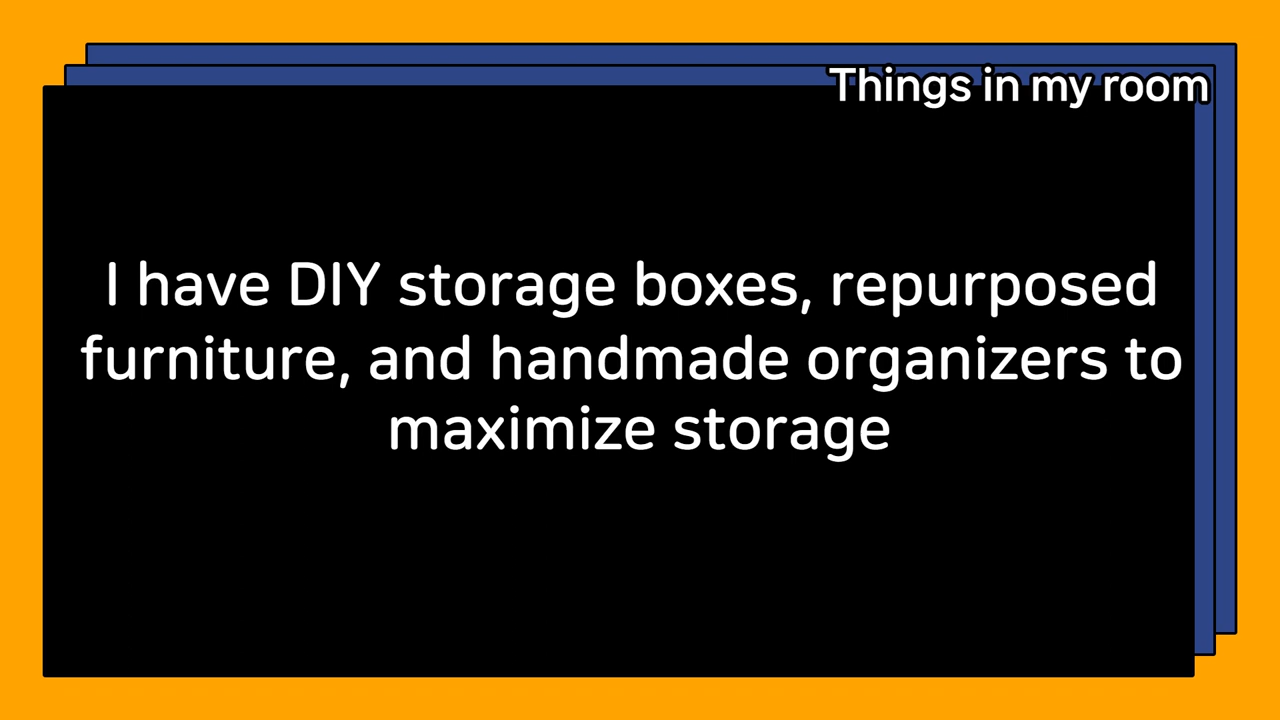 Things in my room
I have DIY storage boxes, repurposed
furniture, and handmade organizers to
maximize storage